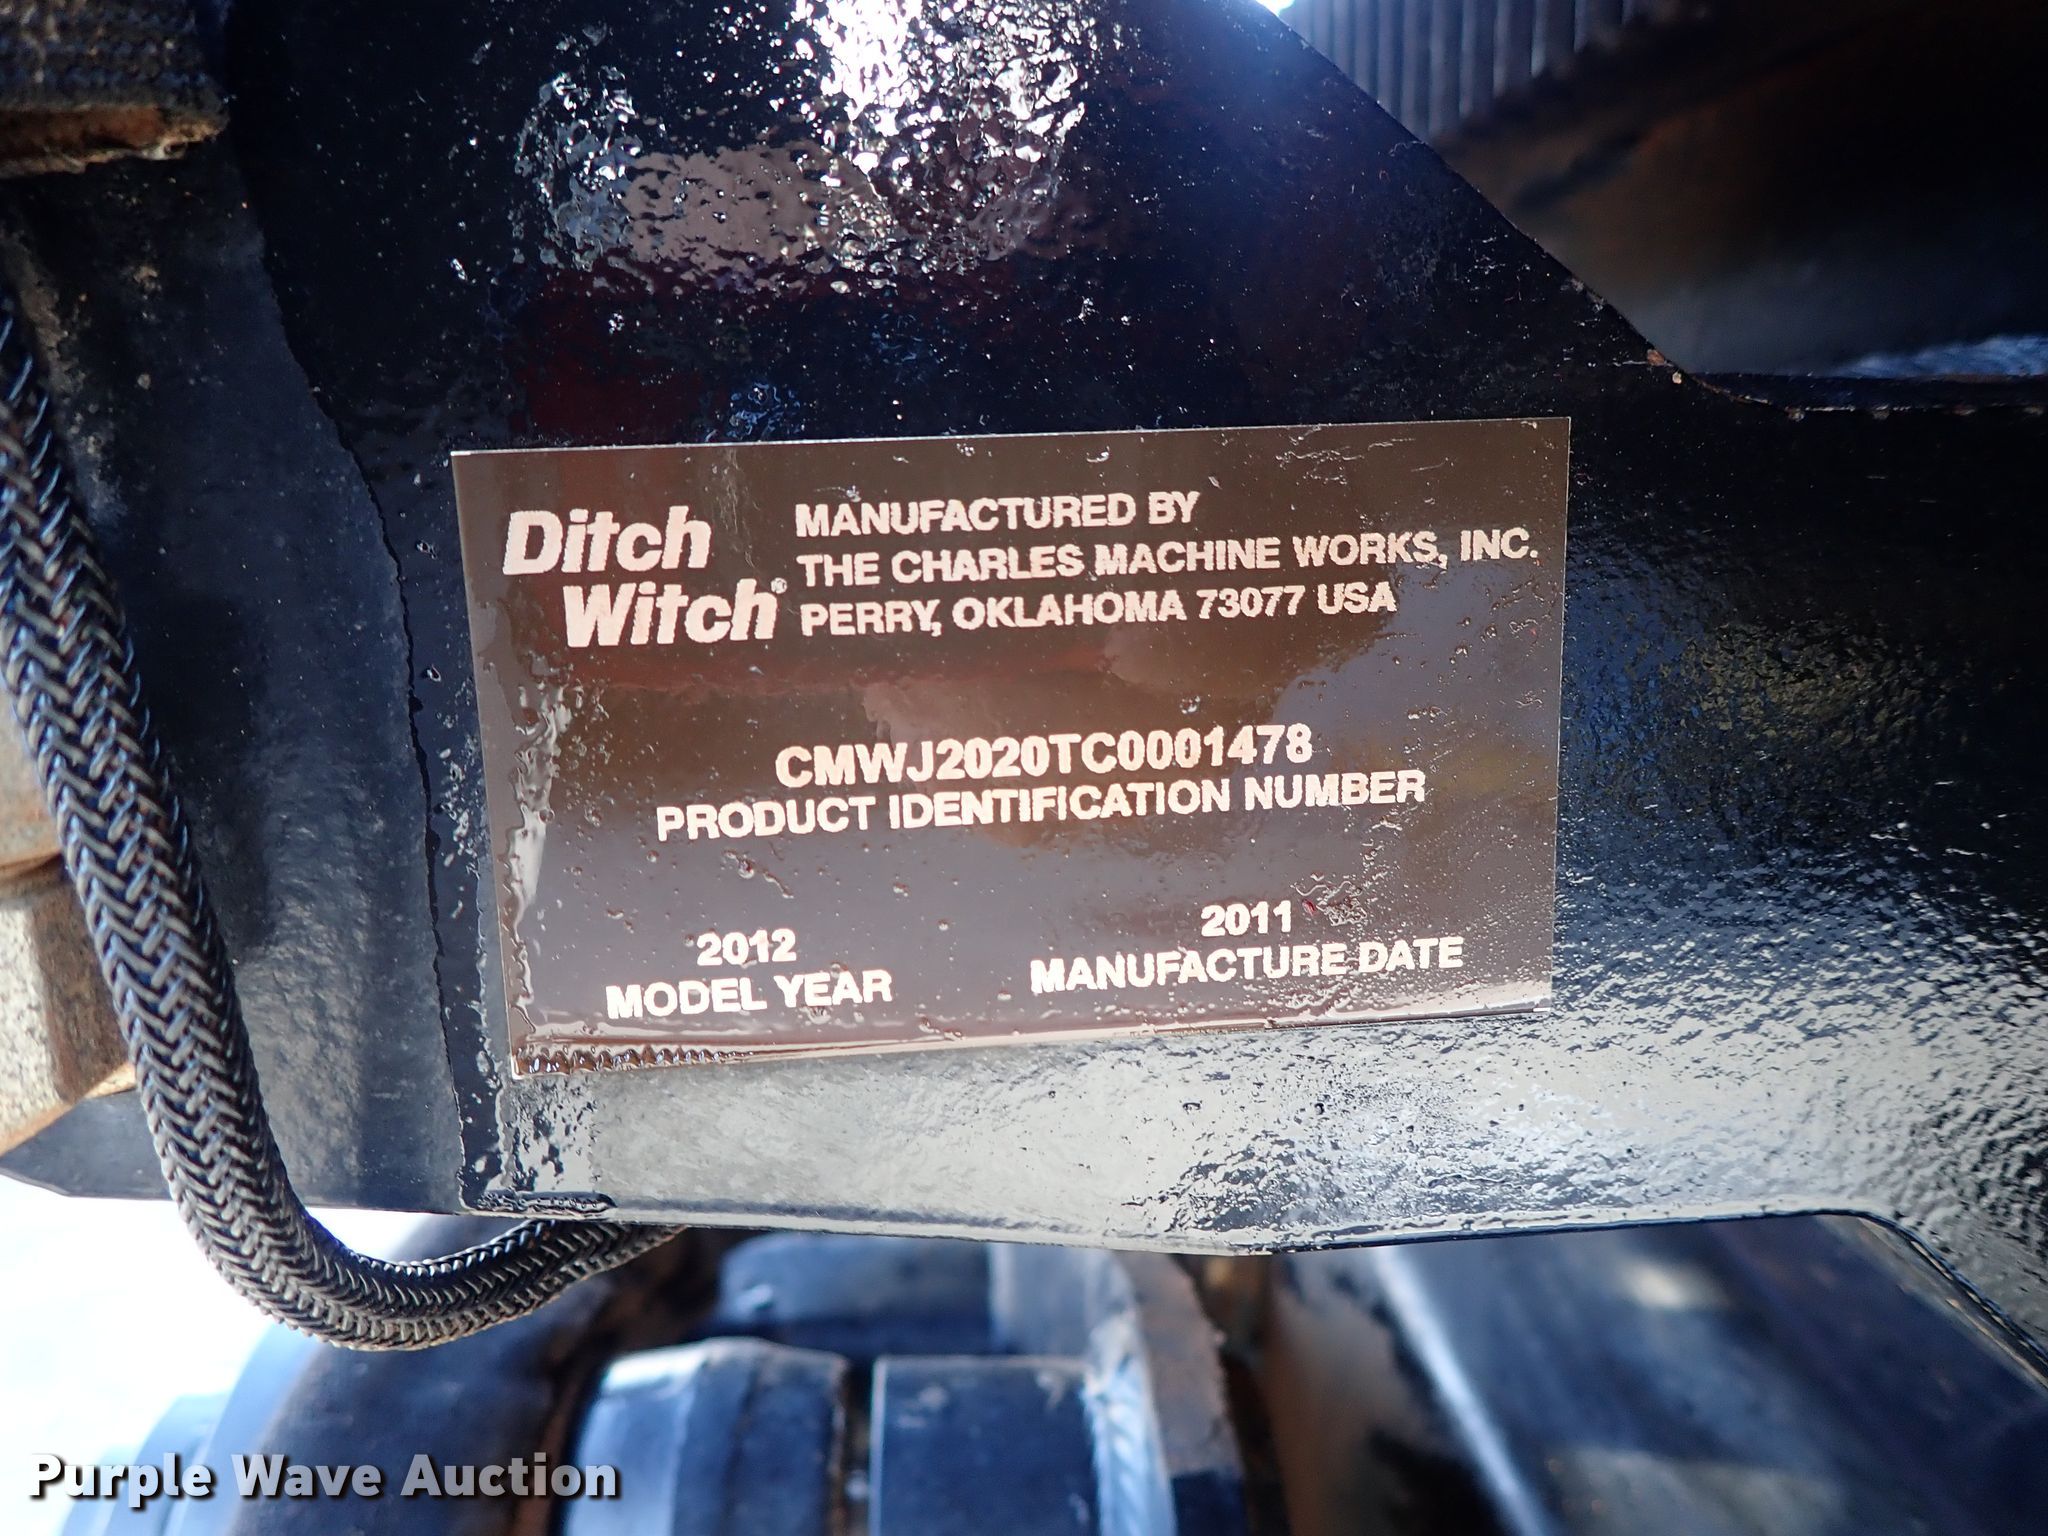 Ditch
Witch®
MANUFACTURED BY
THE CHARLES MACHINE WORKS, INC.
PERRY, OKLAHOMA 73077 USA
CMWJ2020TC0001478
PRODUCT IDENTIFICATION NUMBER
2012
MODEL YEAR
2011
MANUFACTURE DATE
Purple Wave Auction